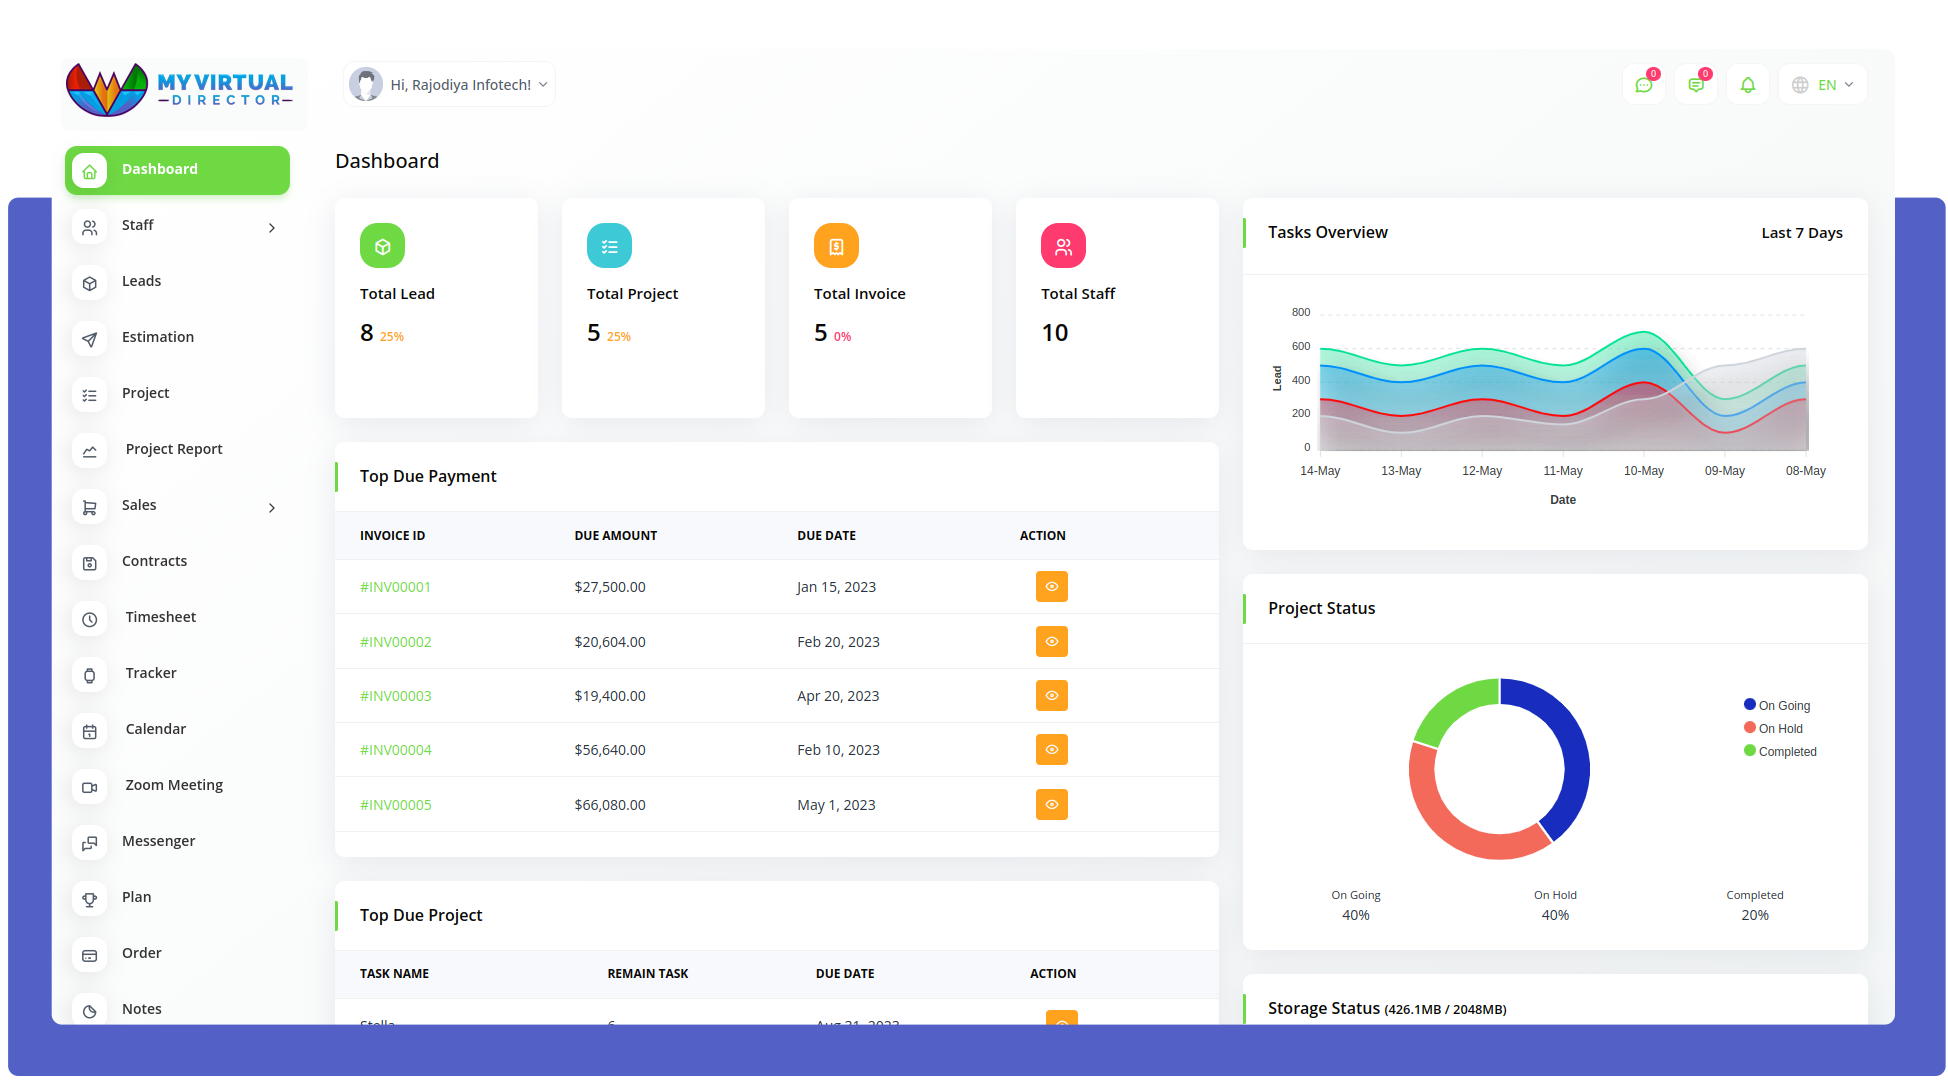 MY VIRTUAL
DIRECTOR
Hi, Rajodiya Infotech!
0
0
EN
Dashboard
Staff
Leads
Estimation
Project
Project Report
Sales
Contracts
Timesheet
Tracker
Calendar
Zoom Meeting
Messenger
Plan
Order
Notes
Dashboard
Total Lead
8 25%
Total Project
5 25%
Total Invoice
5 0%
Total Staff
10
Top Due Payment
INVOICE ID DUE AMOUNT DUE DATE ACTION
#INV00001 $27,500.00 Jan 15, 2023
#INV00002 $20,604.00 Feb 20, 2023
#INV00003 $19,400.00 Apr 20, 2023
#INV00004 $56,640.00 Feb 10, 2023
#INV00005 $66,080.00 May 1, 2023
Top Due Project
TASK NAME REMAIN TASK DUE DATE ACTION
Stella 6 Aug 31, 2023
Tasks Overview Last 7 Days
800
600
400
200
0
Lead
14-May 13-May 12-May 11-May 10-May 09-May 08-May
Date
Project Status
On Going
On Hold
Completed
On Going On Hold Completed
40% 40% 20%
Storage Status (426.1MB / 2048MB)